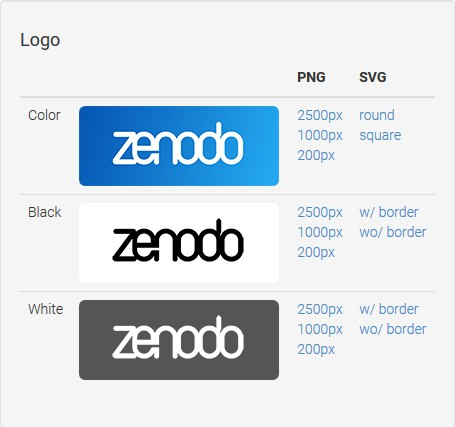 Logo
PNG SVG
Color zenodo 2500px round
1000px square
200px
Black zenodo 2500px w/ border
1000px wo/ border
200px
White zenodo 2500px w/ border
1000px wo/ border
200px